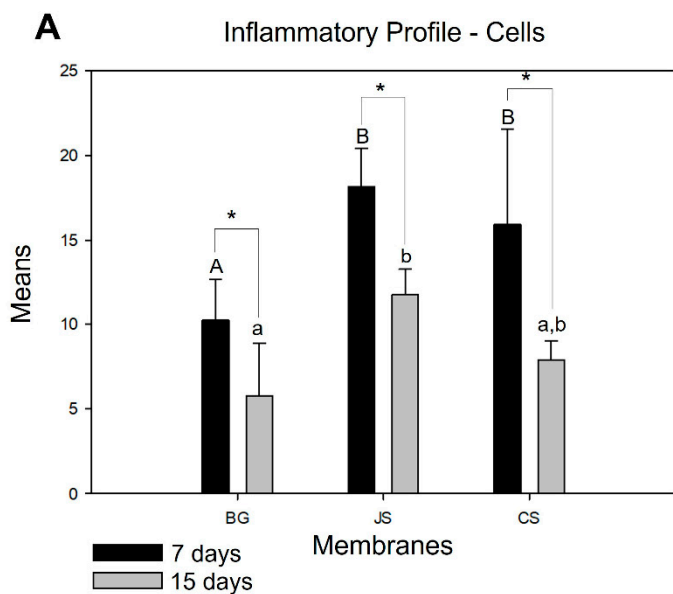 A
Inflammatory Profile - Cells
25
20
15
10
5
0
Means
*
*
*
A
a
B
b
B
a,b
BG
JS
CS
Membranes
7 days
15 days